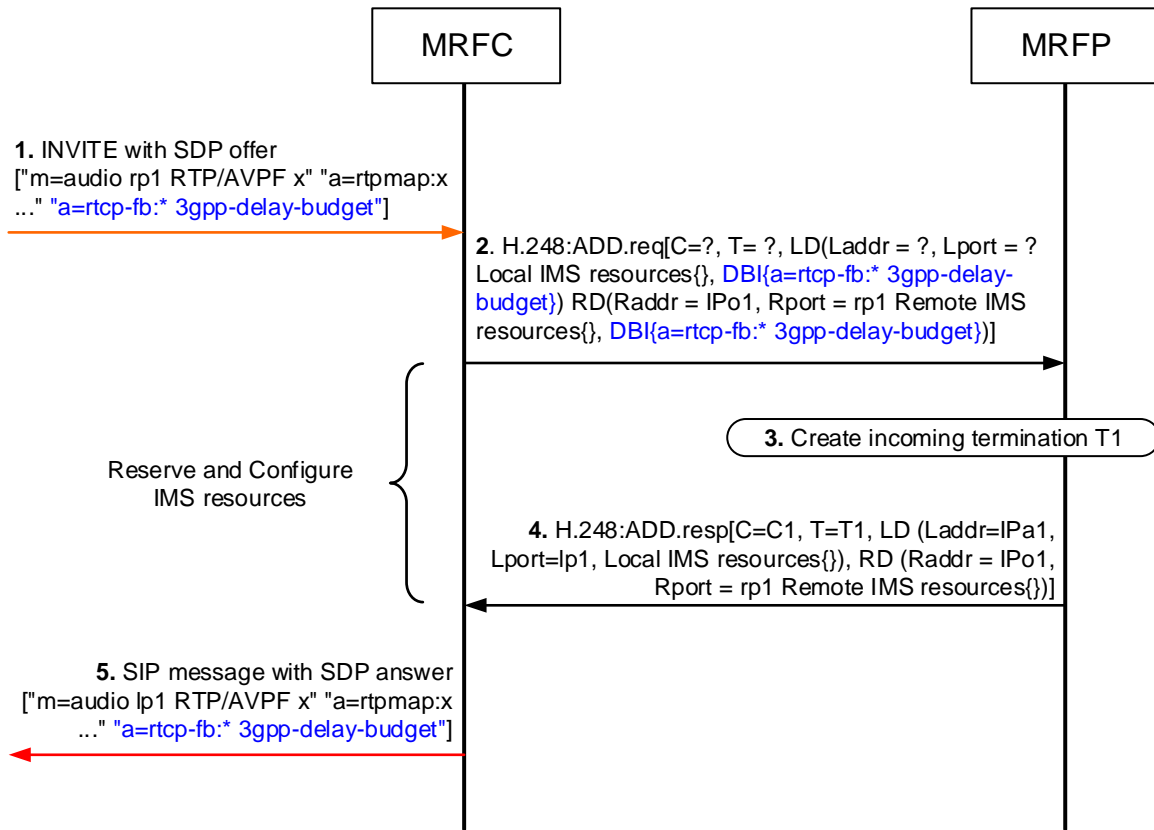 MRFC
MRFP
1. INVITE with SDP offer
["m=audio rp1 RTP/AVPF x" "a=rtpmap:x
..." "a=rtcp-fb:* 3gpp-delay-budget"]
2. H.248:ADD.req[C=?, T= ?, LD(Laddr = ?, Lport = ?
Local IMS resources{}, DBI{a=rtcp-fb:* 3gpp-delay-
budget}) RD(Raddr = IPo1, Rport = rp1 Remote IMS
resources{}, DBI{a=rtcp-fb:* 3gpp-delay-budget})]
3. Create incoming termination T1
Reserve and Configure
IMS resources
4. H.248:ADD.resp[C=C1, T=T1, LD (Laddr=IPa1,
Lport=lp1, Local IMS resources{}), RD (Raddr = IPo1,
Rport = rp1 Remote IMS resources{})]
5. SIP message with SDP answer
["m=audio lp1 RTP/AVPF x" "a=rtpmap:x
..." "a=rtcp-fb:* 3gpp-delay-budget"]